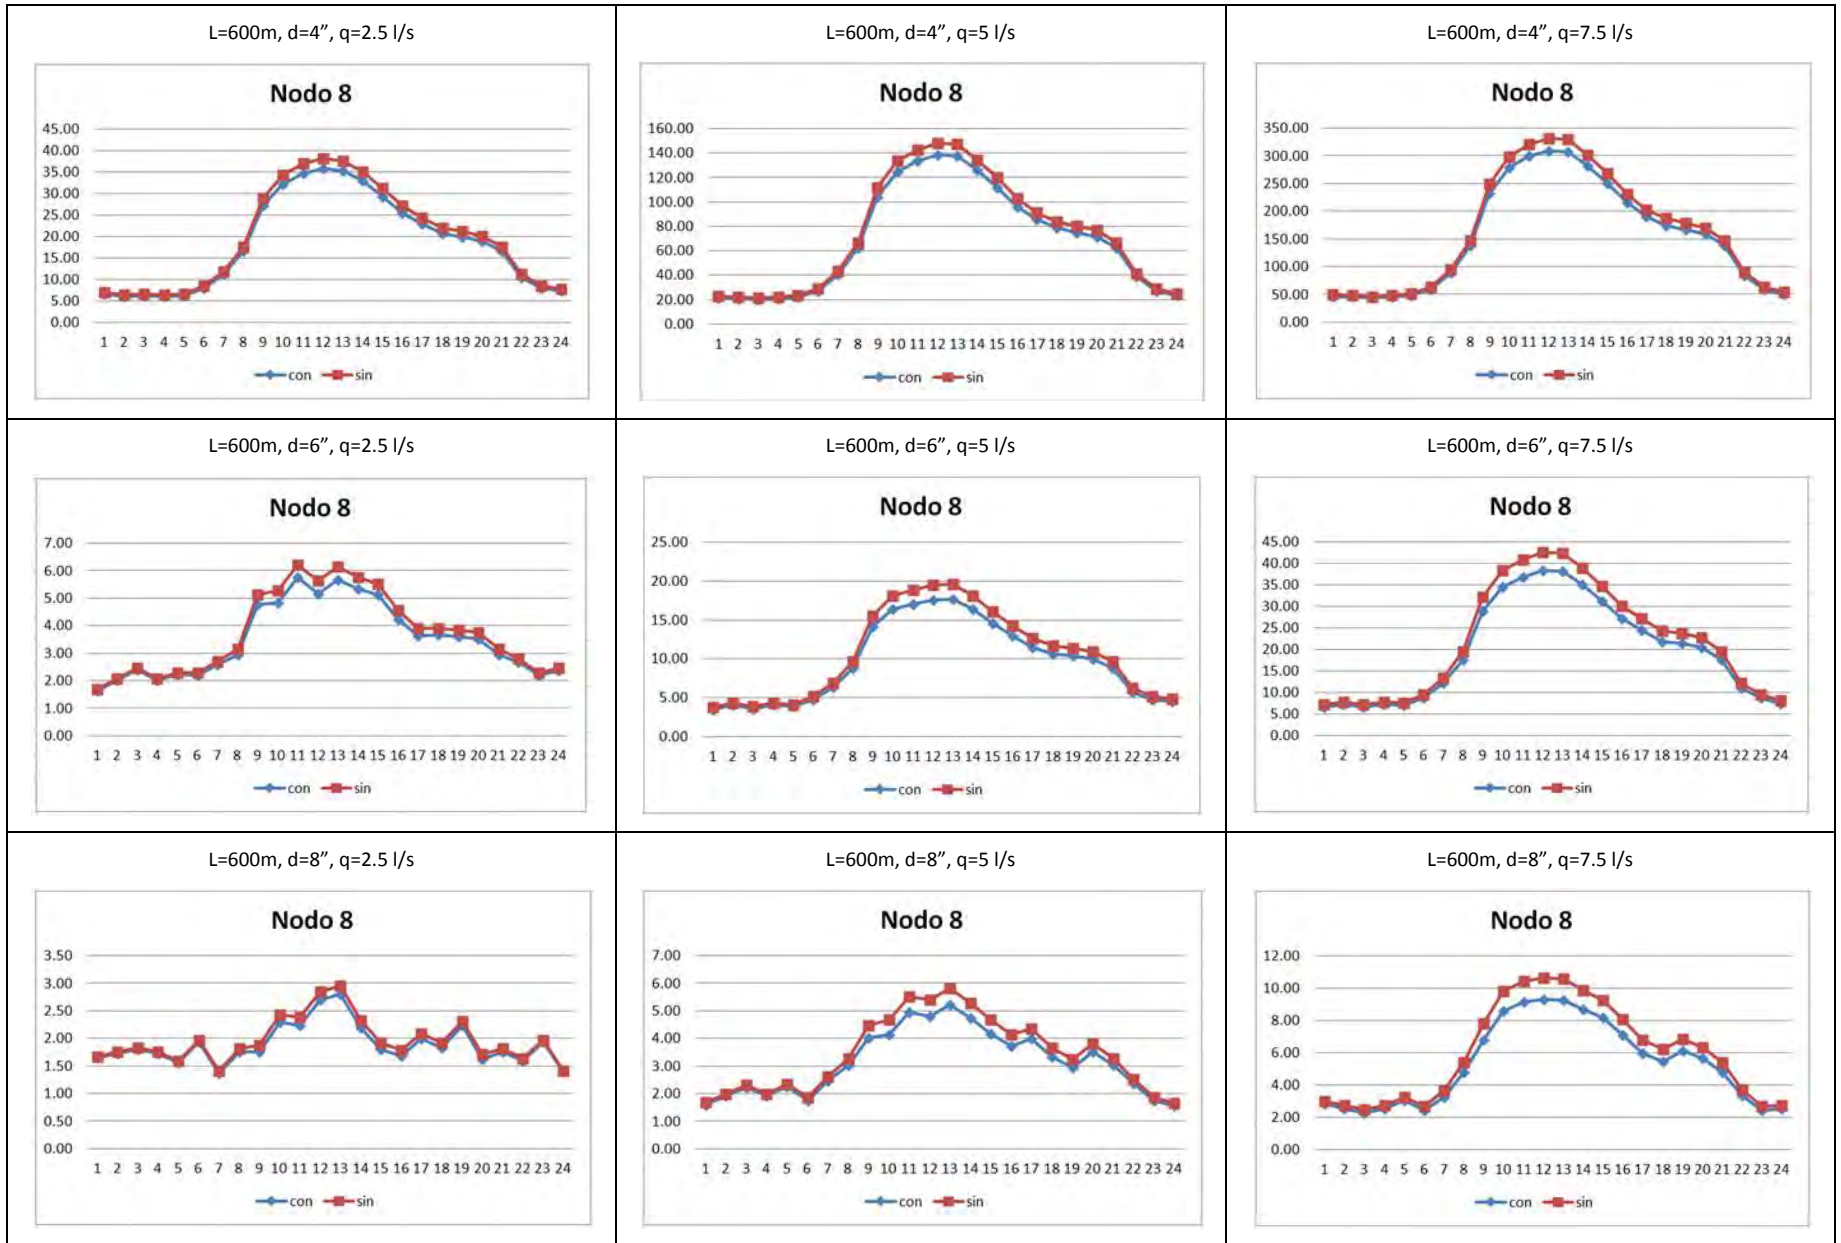 L=600m, d=4”, q=2.5 l/s
Nodo 8
45.00
40.00
35.00
30.00
25.00
20.00
15.00
10.00
5.00
0.00
1 2 3 4 5 6 7 8 9 10 11 12 13 14 15 16 17 18 19 20 21 22 23 24
con sin
L=600m, d=4”, q=5 l/s
Nodo 8
160.00
140.00
120.00
100.00
80.00
60.00
40.00
20.00
0.00
1 2 3 4 5 6 7 8 9 10 11 12 13 14 15 16 17 18 19 20 21 22 23 24
con sin
L=600m, d=4”, q=7.5 l/s
Nodo 8
350.00
300.00
250.00
200.00
150.00
100.00
50.00
0.00
1 2 3 4 5 6 7 8 9 10 11 12 13 14 15 16 17 18 19 20 21 22 23 24
con sin
L=600m, d=6”, q=2.5 l/s
Nodo 8
7.00
6.00
5.00
4.00
3.00
2.00
1.00
0.00
1 2 3 4 5 6 7 8 9 10 11 12 13 14 15 16 17 18 19 20 21 22 23 24
con sin
L=600m, d=6”, q=5 l/s
Nodo 8
25.00
20.00
15.00
10.00
5.00
0.00
1 2 3 4 5 6 7 8 9 10 11 12 13 14 15 16 17 18 19 20 21 22 23 24
con sin
L=600m, d=6”, q=7.5 l/s
Nodo 8
45.00
40.00
35.00
30.00
25.00
20.00
15.00
10.00
5.00
0.00
1 2 3 4 5 6 7 8 9 10 11 12 13 14 15 16 17 18 19 20 21 22 23 24
con sin
L=600m, d=8”, q=2.5 l/s
Nodo 8
3.50
3.00
2.50
2.00
1.50
1.00
0.50
0.00
1 2 3 4 5 6 7 8 9 10 11 12 13 14 15 16 17 18 19 20 21 22 23 24
con sin
L=600m, d=8”, q=5 l/s
Nodo 8
7.00
6.00
5.00
4.00
3.00
2.00
1.00
0.00
1 2 3 4 5 6 7 8 9 10 11 12 13 14 15 16 17 18 19 20 21 22 23 24
con sin
L=600m, d=8”, q=7.5 l/s
Nodo 8
12.00
10.00
8.00
6.00
4.00
2.00
0.00
1 2 3 4 5 6 7 8 9 10 11 12 13 14 15 16 17 18 19 20 21 22 23 24
con sin